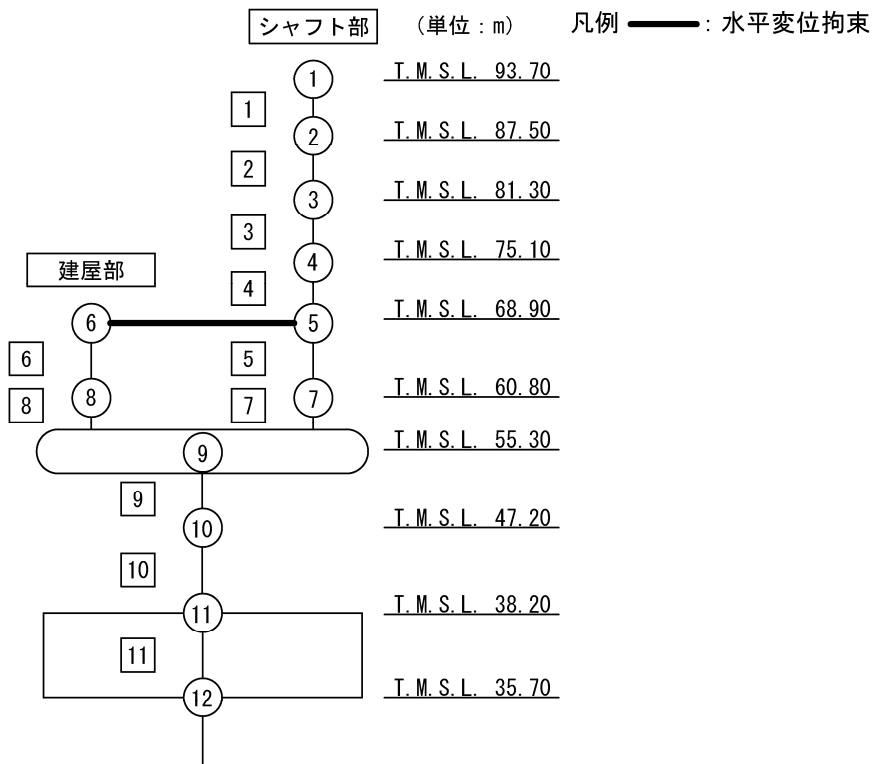 シャフト部 (単位:m) 凡例 : 水平変位拘束
1 T.M.S.L. 93.70
1
2 T.M.S.L. 87.50
2
3 T.M.S.L. 81.30
3
4 T.M.S.L. 75.10
建屋部
4
6 5 T.M.S.L. 68.90
6 5
8 7 T.M.S.L. 60.80
8 7
9 T.M.S.L. 55.30
9
10 T.M.S.L. 47.20
10
11 T.M.S.L. 38.20
11
12 T.M.S.L. 35.70